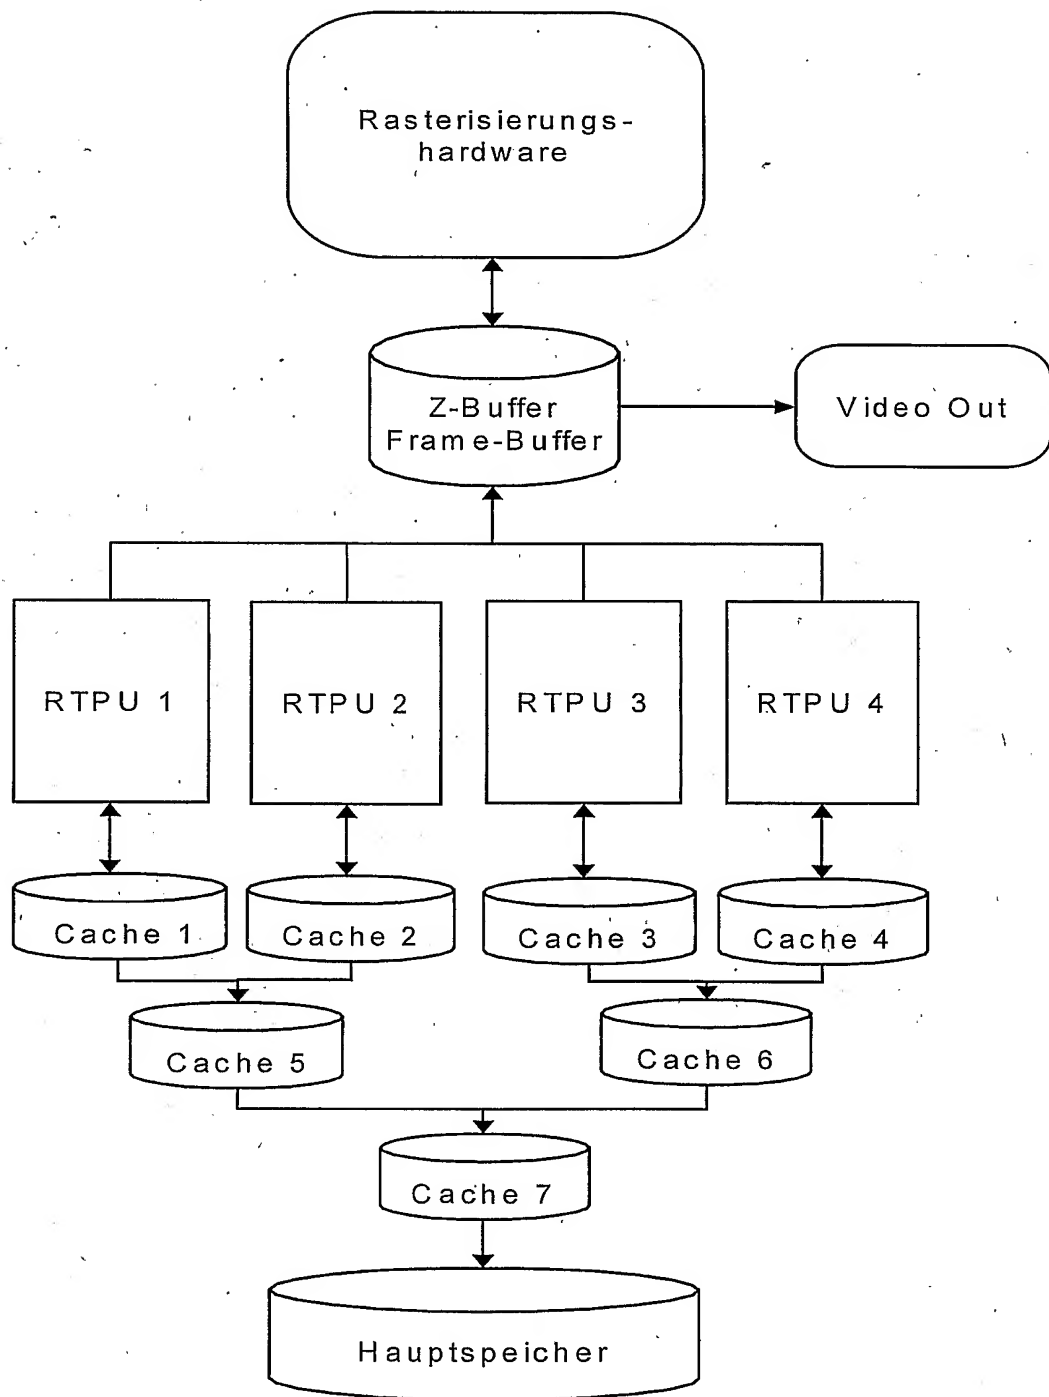 Rasterisierungs-
hardware
Z-Buffer
Frame-Buffer
Video Out
RTPU 1
RTPU 2
RTPU 3
RTPU 4
Cache 1
Cache 2
Cache 3
Cache 4
Cache 5
Cache 6
Cache 7
Hauptspeicher